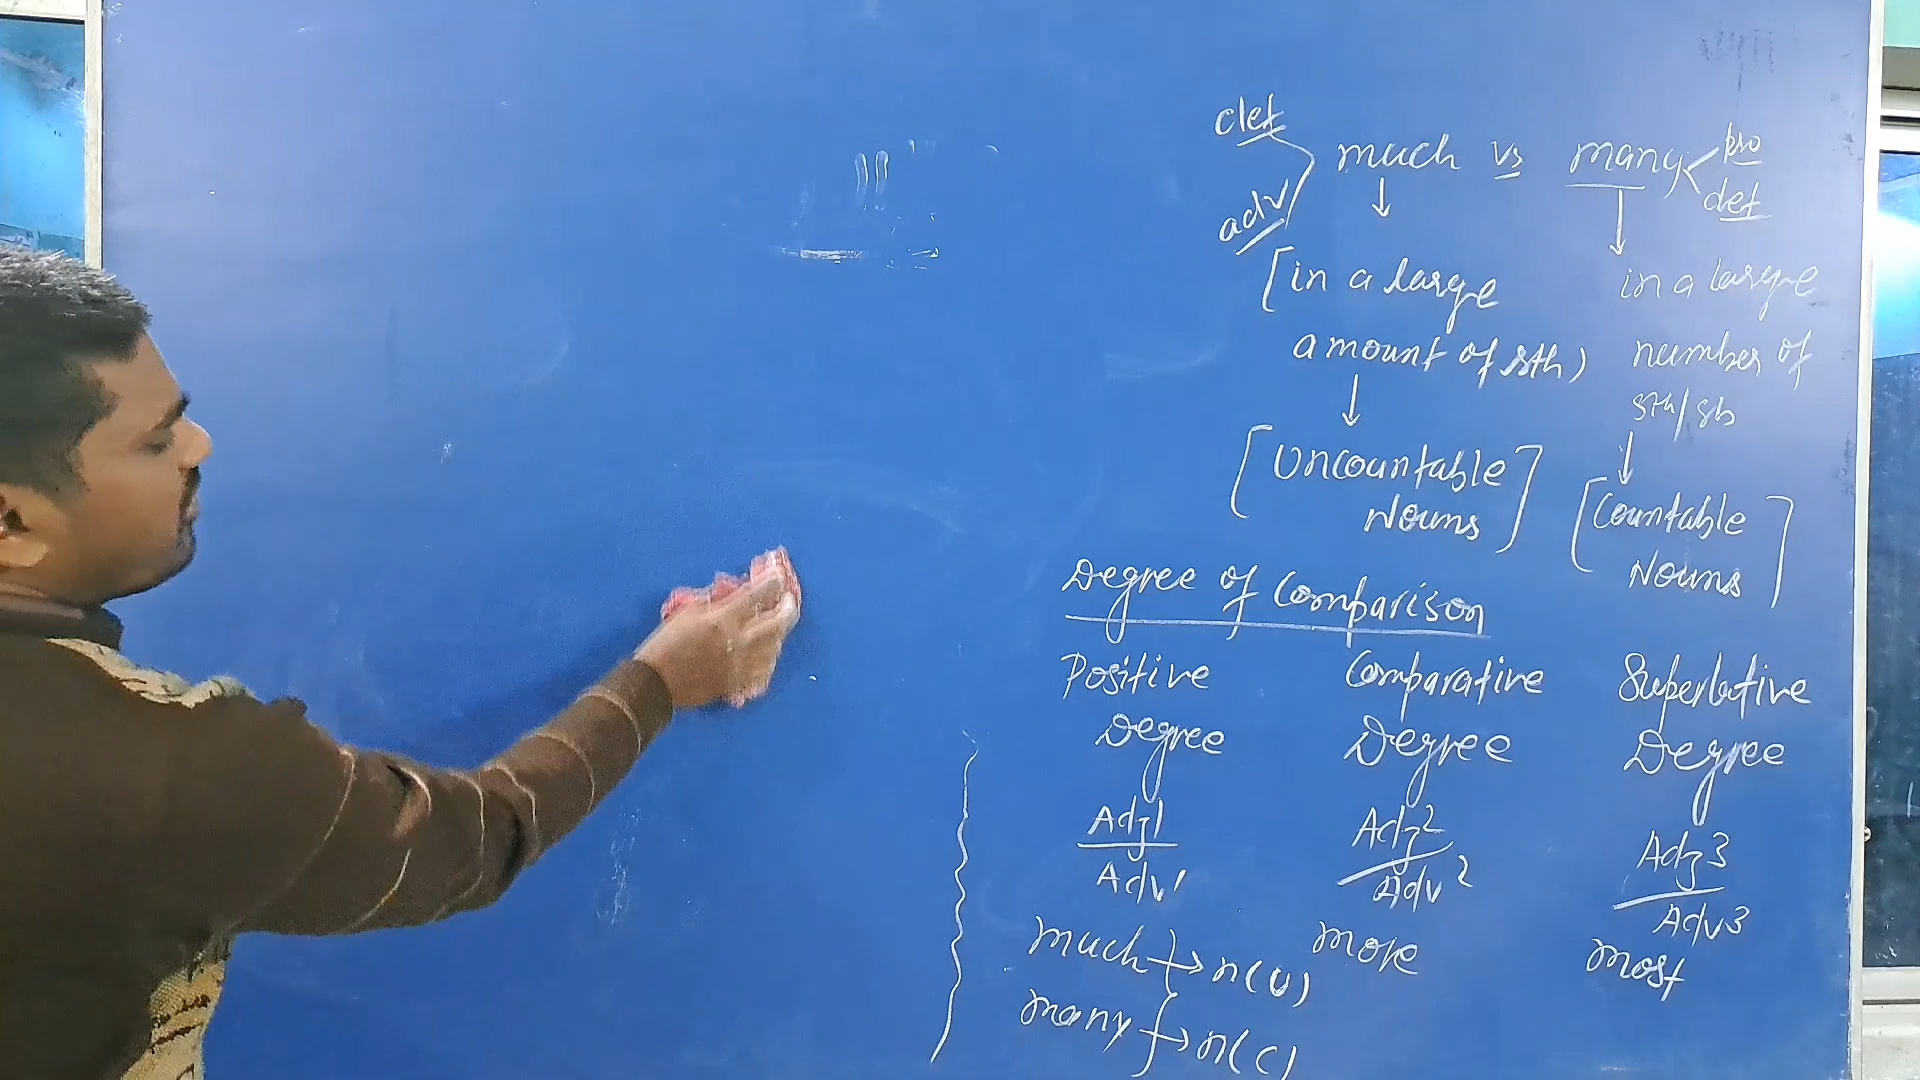 det
much vs many pro
adv det
[in a large
amount of sth)
[Uncountable
Nouns]
in a large
number of
sth/sb
[Countable
Nouns]
Degree of Comparison
Positive Comparative Superlative
Degree Degree Degree
Adj1 Adj2 Adj3
Adv1 Adv2 Adv3
much → n(U) more most
many → n(C)